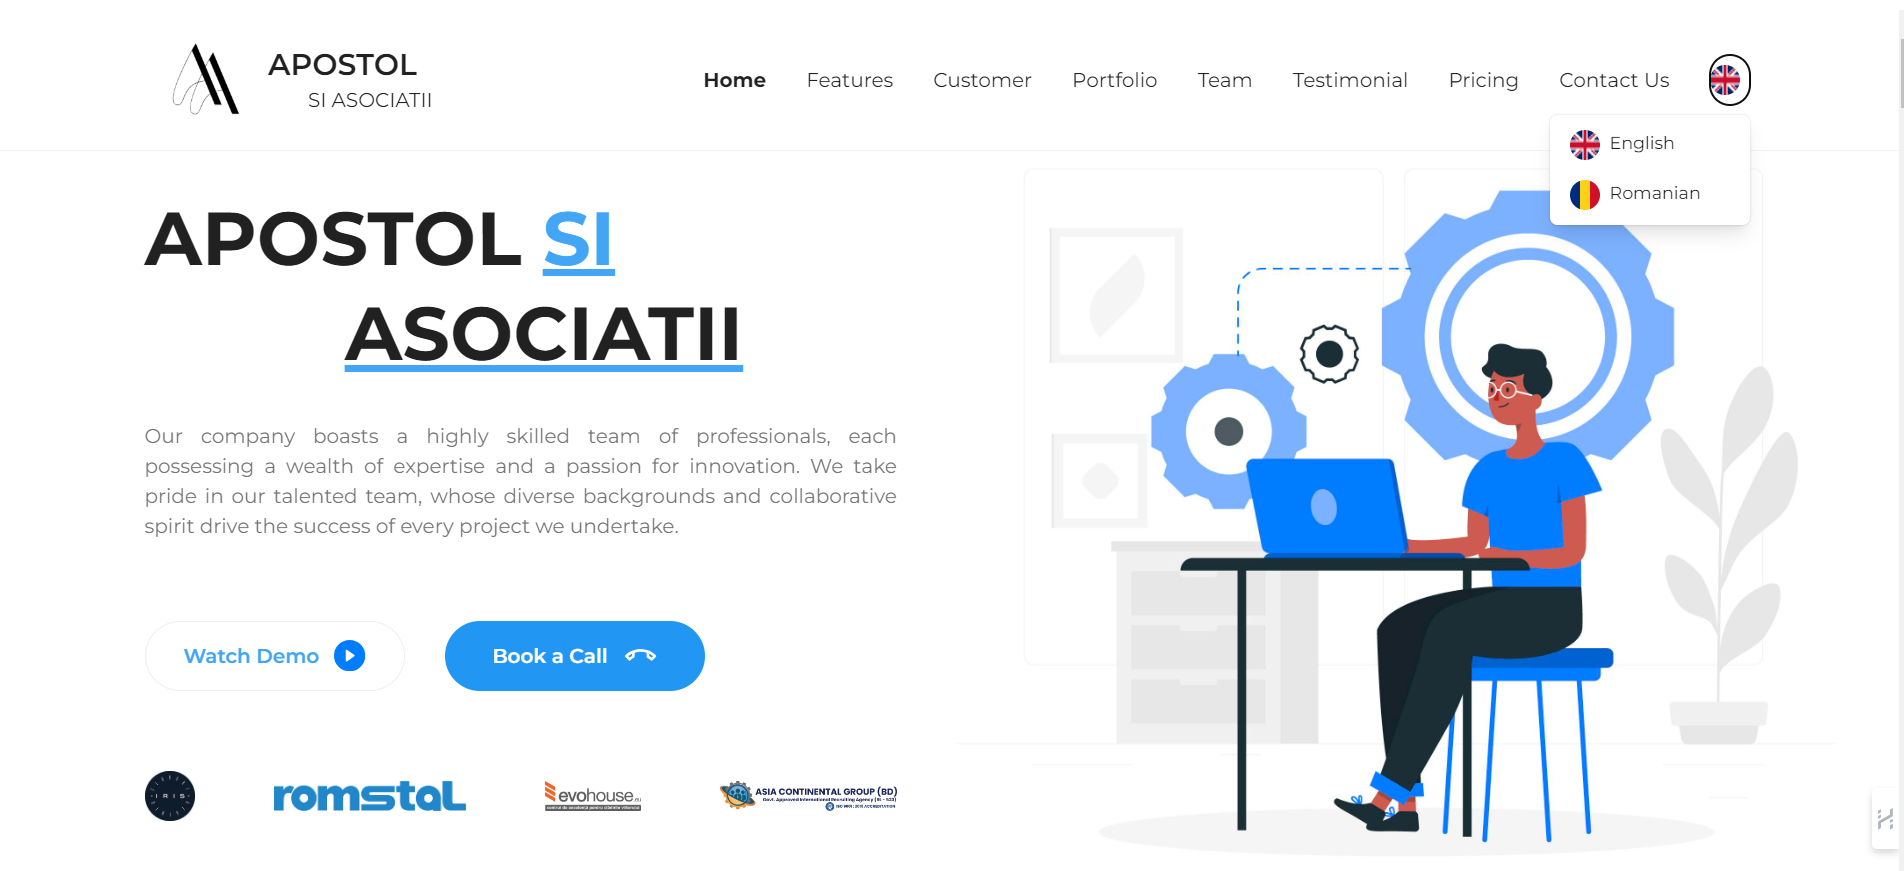 APOSTOL
SI ASOCIATII
Home Features Customer Portfolio Team Testimonial Pricing Contact Us
English
Romanian
APOSTOL SI
ASOCIATII
Our company boasts a highly skilled team of professionals, each
possessing a wealth of expertise and a passion for innovation. We take
pride in our talented team, whose diverse backgrounds and collaborative
spirit drive the success of every project we undertake.
Watch Demo Book a Call
IRIS romstal evohouse.eu ASIA CONTINENTAL GROUP (BD)